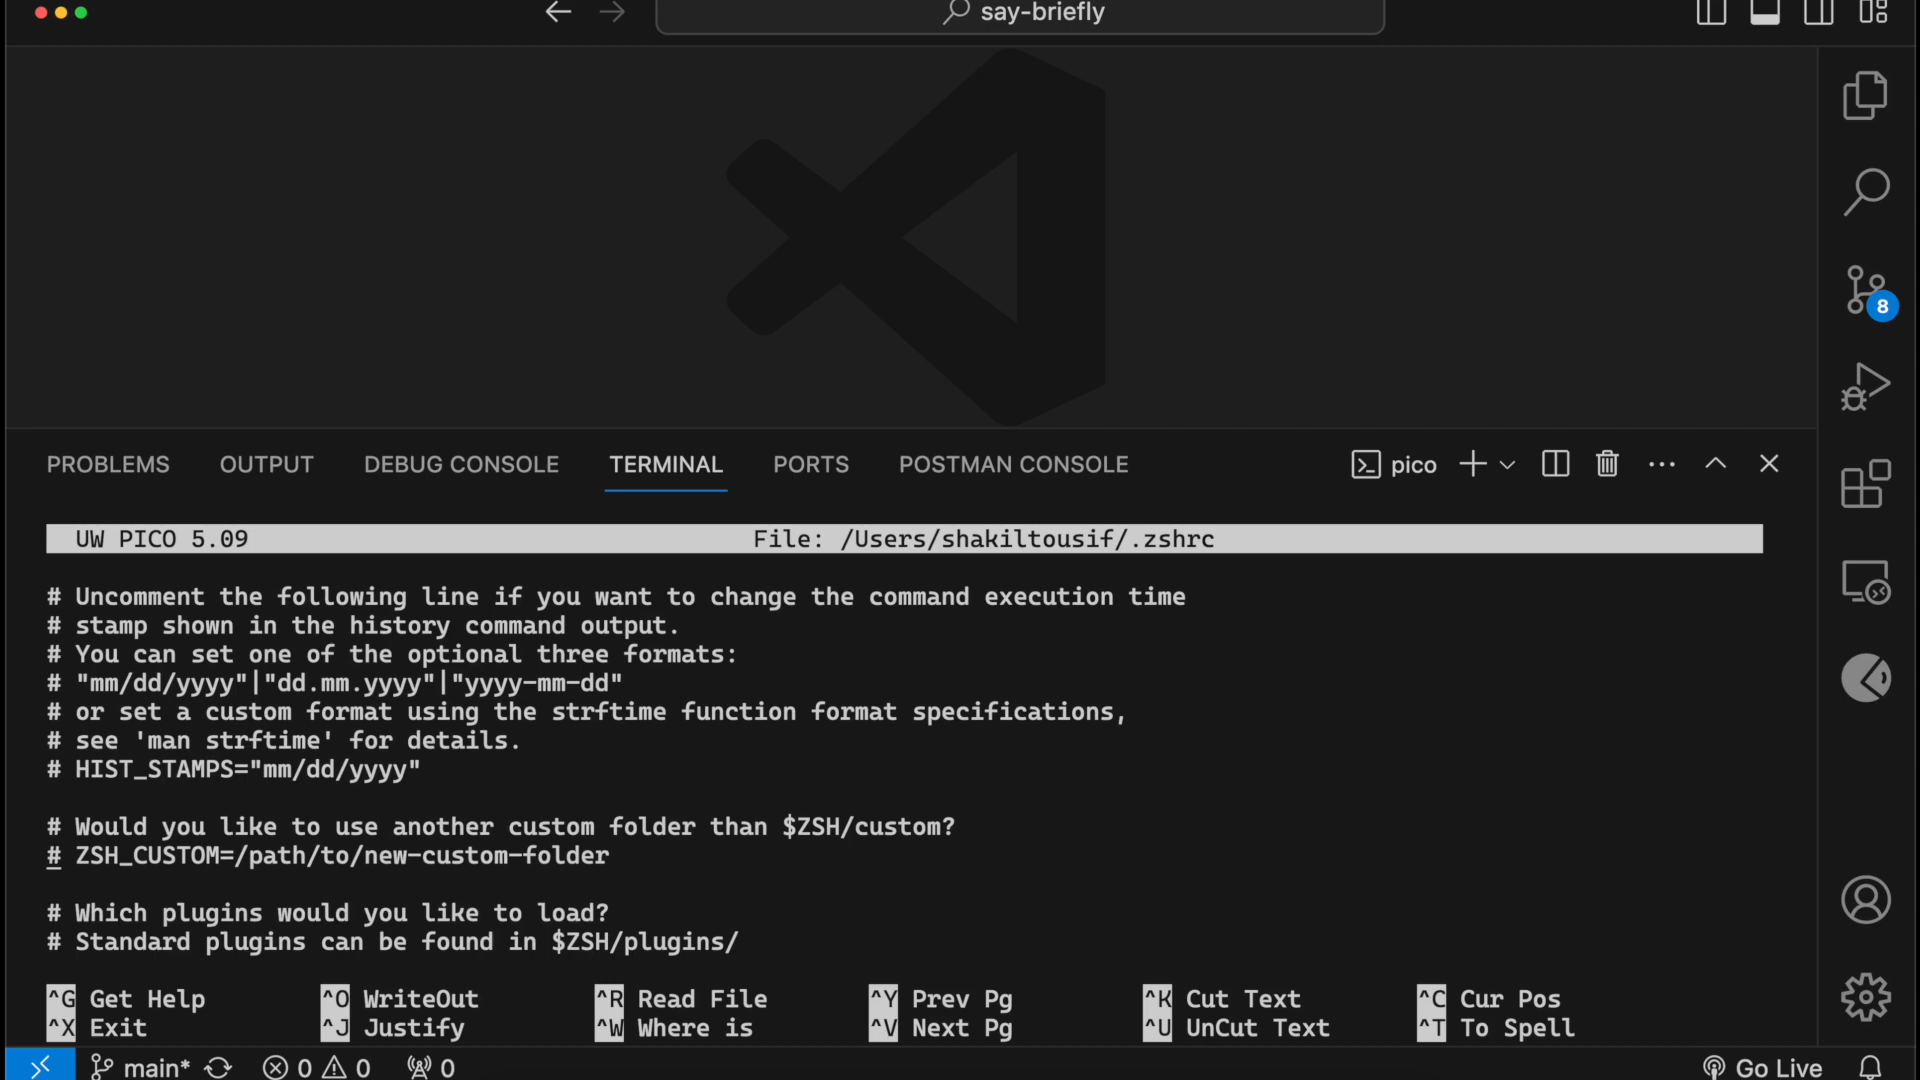 say-briefly
8
PROBLEMS OUTPUT DEBUG CONSOLE TERMINAL PORTS POSTMAN CONSOLE pico
UW PICO 5.09 File: /Users/shakiltousif/.zshrc
# Uncomment the following line if you want to change the command execution time
# stamp shown in the history command output.
# You can set one of the optional three formats:
# "mm/dd/yyyy"|"dd.mm.yyyy"|"yyyy-mm-dd"
# or set a custom format using the strftime function format specifications,
# see 'man strftime' for details.
# HIST_STAMPS="mm/dd/yyyy"
# Would you like to use another custom folder than $ZSH/custom?
# ZSH_CUSTOM=/path/to/new-custom-folder
# Which plugins would you like to load?
# Standard plugins can be found in $ZSH/plugins/
^G Get Help ^O WriteOut ^R Read File ^Y Prev Pg ^K Cut Text ^C Cur Pos
^X Exit ^J Justify ^W Where is ^V Next Pg ^U UnCut Text ^T To Spell
main* 0 0 0 Go Live